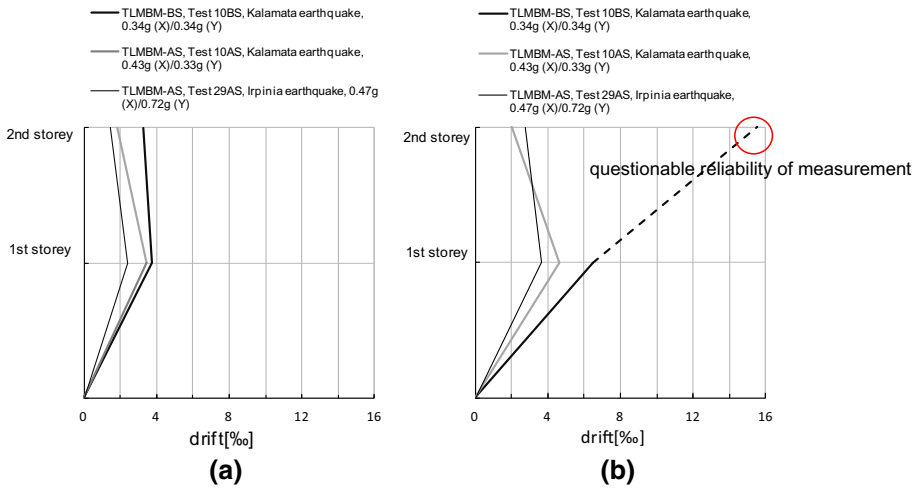 TLMBM-BS, Test 10BS, Kalamata earthquake,
0.34g (X)/0.34g (Y)
TLMBM-AS, Test 10AS, Kalamata earthquake,
0.43g (X)/0.33g (Y)
TLMBM-AS, Test 29AS, Irpinia earthquake, 0.47g
(X)/0.72g (Y)
2nd storey
1st storey
0 4 8 12 16
drift[‰]
(a)
TLMBM-BS, Test 10BS, Kalamata earthquake,
0.34g (X)/0.34g (Y)
TLMBM-AS, Test 10AS, Kalamata earthquake,
0.43g (X)/0.33g (Y)
TLMBM-AS, Test 29AS, Irpinia earthquake,
0.47g (X)/0.72g (Y)
2nd storey
questionable reliability of measurement
1st storey
0 4 8 12 16
drift[‰]
(b)